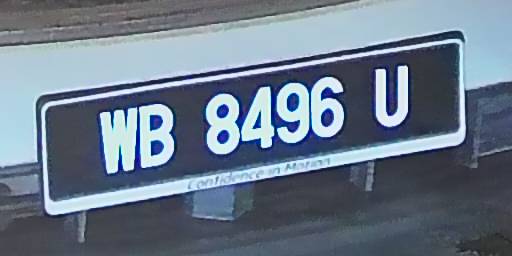 WB 8496 U
Confidence in Motion